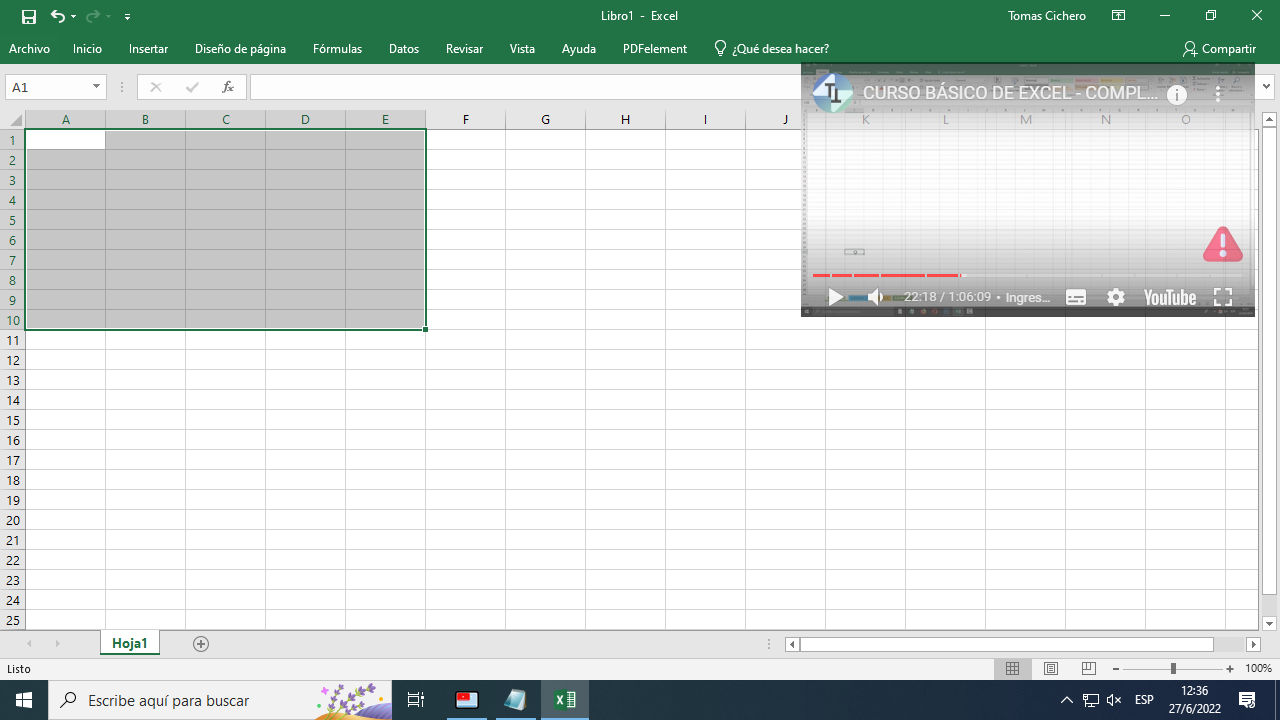 Libro1 - Excel
Tomas Cichero
Archivo Inicio Insertar Diseño de página Fórmulas Datos Revisar Vista Ayuda PDFelement ¿Qué desea hacer? Compartir
A1 fx
CURSO BÁSICO DE EXCEL - COMPL...
A B C D E F G H I J K L M N O
1
2
3
4
5
6
7
8
9
10
22:18 / 1:06:09 • Ingres... YouTube
11
12
13
14
15
16
17
18
19
20
21
22
23
24
25
Hoja1
Listo 100%
Escribe aquí para buscar
ESP
12:36
27/6/2022